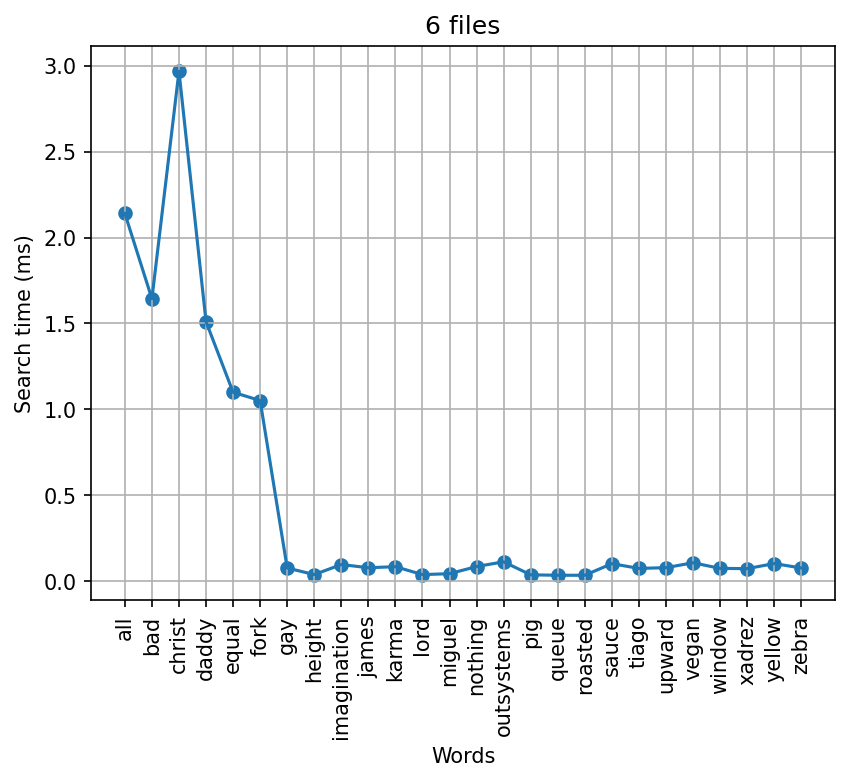 6 files
Search time (ms)
3.0
2.5
2.0
1.5
1.0
0.5
0.0
all
bad
christ
daddy
equal
fork
gay
height
imagination
james
karma
lord
miguel
nothing
outsystems
pig
queue
roasted
sauce
tiago
upward
vegan
window
xadrez
yellow
zebra
Words